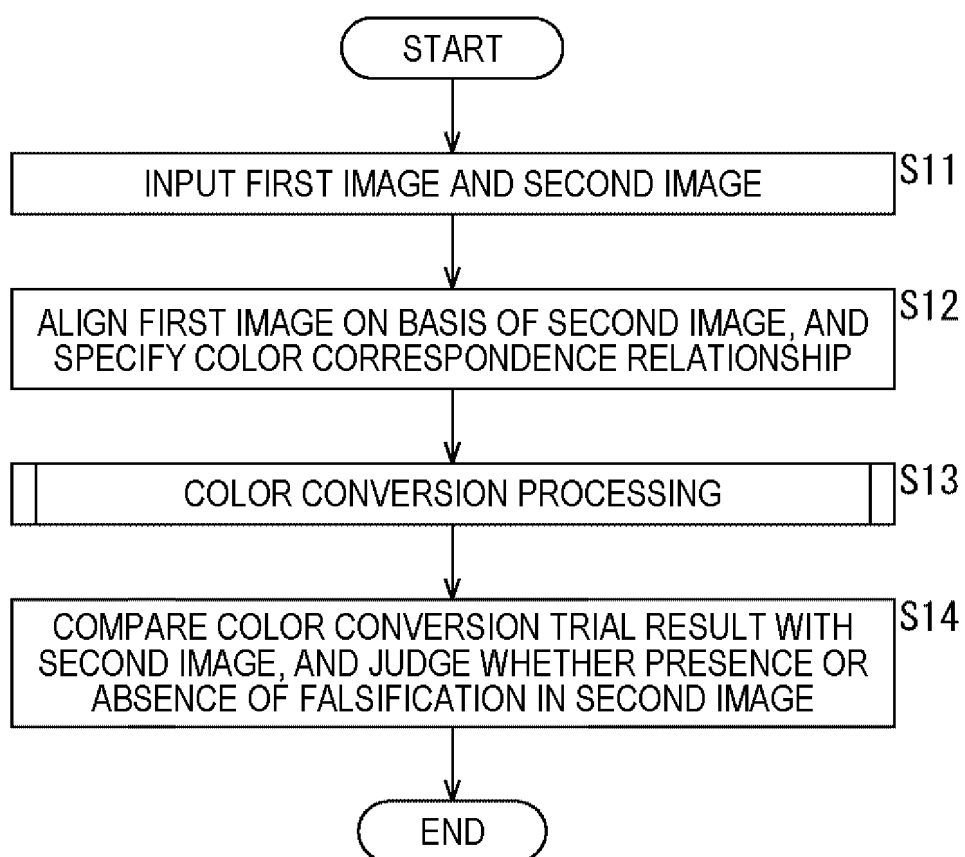 START
INPUT FIRST IMAGE AND SECOND IMAGE
S11
ALIGN FIRST IMAGE ON BASIS OF SECOND IMAGE, AND
SPECIFY COLOR CORRESPONDENCE RELATIONSHIP
S12
COLOR CONVERSION PROCESSING
S13
COMPARE COLOR CONVERSION TRIAL RESULT WITH
SECOND IMAGE, AND JUDGE WHETHER PRESENCE OR
ABSENCE OF FALSIFICATION IN SECOND IMAGE
S14
END